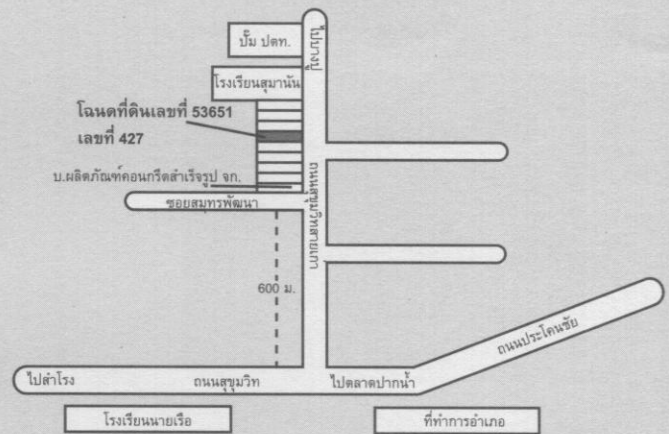 ไปบางปู
ปั๊ม ปตท.
โรงเรียนสุมานัน
โฉนดที่ดินเลขที่ 53651
เลขที่ 427
บ.ผลิตภัณฑ์คอนกรีตสำเร็จรูป จก.
ซอยสมุทรพัฒนา
ถนนสุขุมวิทสายเก่า
600 ม.
ถนนประโคนชัย
ไปสำโรง
ถนนสุขุมวิท
ไปตลาดปากน้ำ
โรงเรียนนายเรือ
ที่ทำการอำเภอ